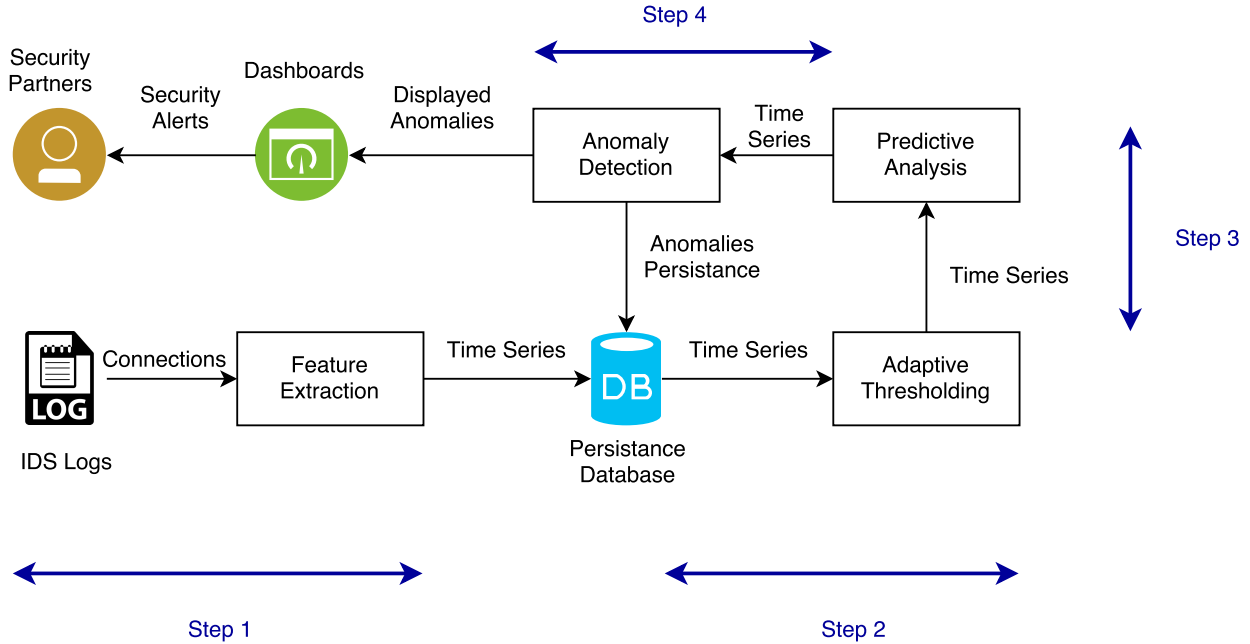 Step 4
Security
Partners
Dashboards
Security
Alerts
Displayed
Anomalies
Anomaly
Detection
Time
Series
Predictive
Analysis
Step 3
Anomalies
Persistance
Time Series
LOG
IDS Logs
Connections
Feature
Extraction
Time Series
DB
Persistance
Database
Time Series
Adaptive
Thresholding
Step 1
Step 2